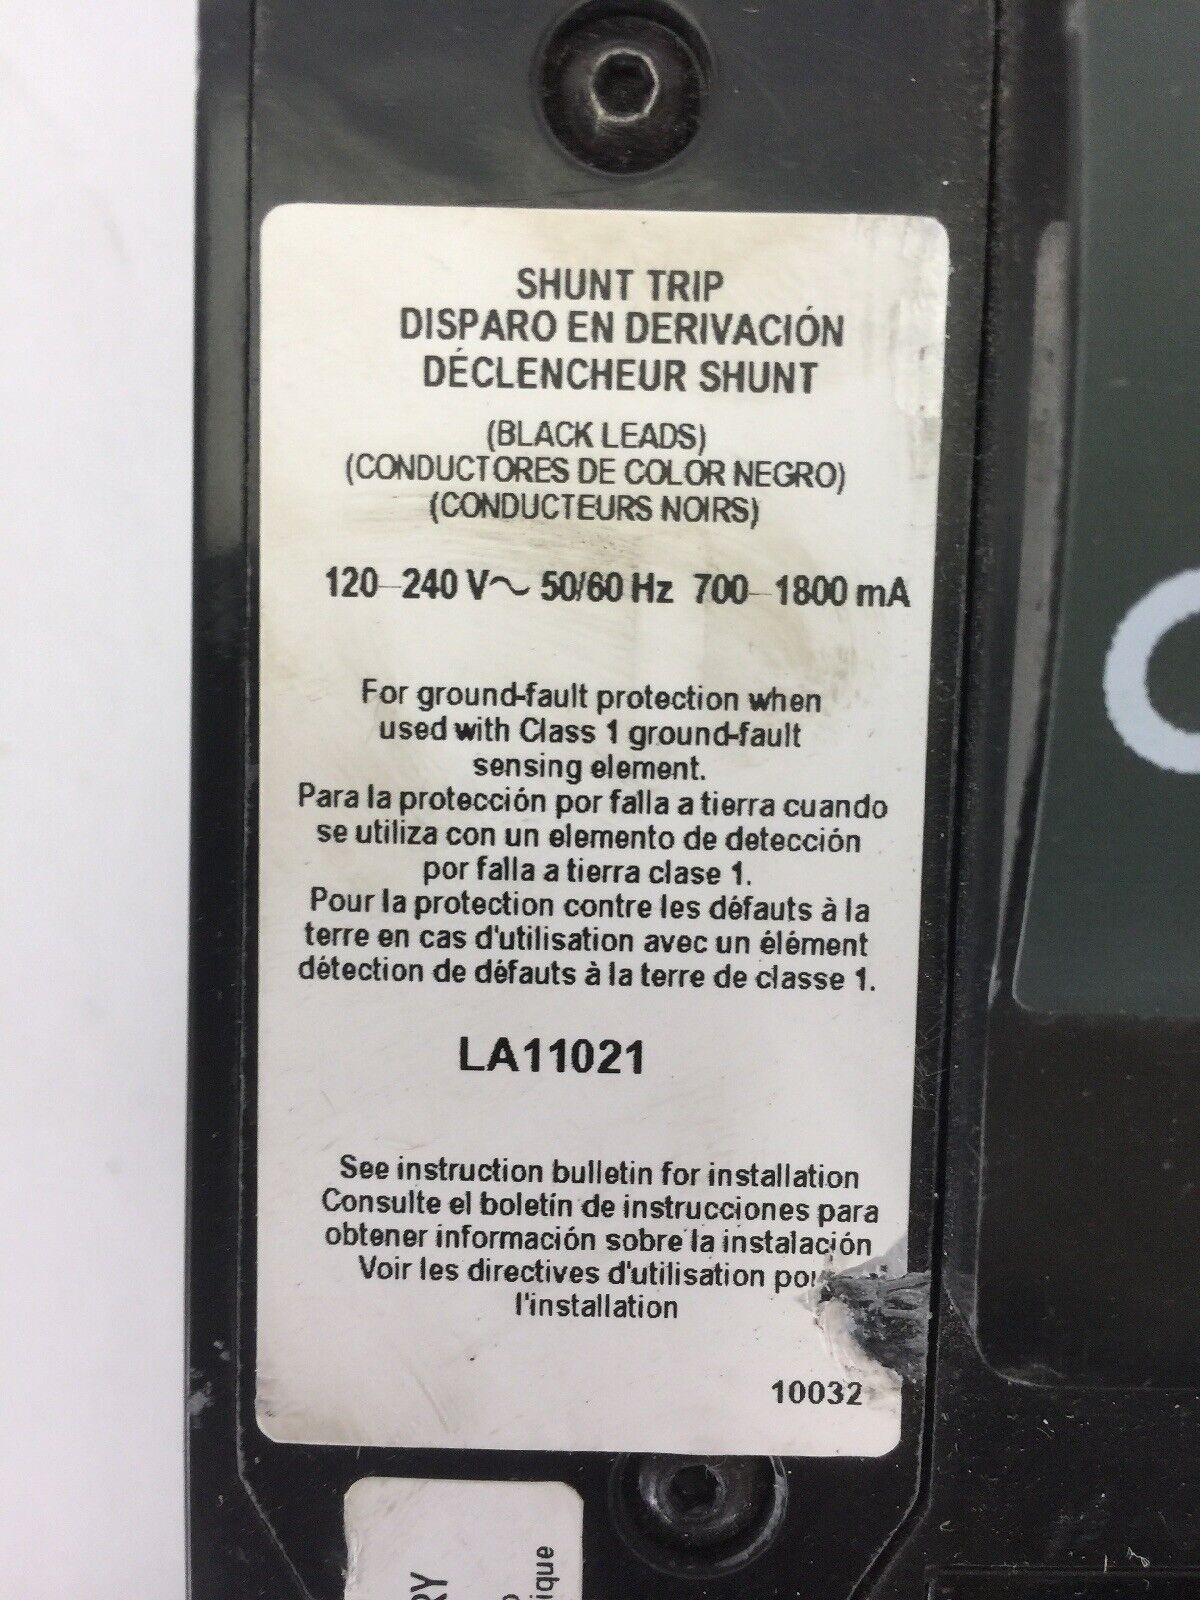 SHUNT TRIP
DISPARO EN DERIVACIÓN
DÉCLENCHEUR SHUNT
(BLACK LEADS)
(CONDUCTORES DE COLOR NEGRO)
(CONDUCTEURS NOIRS)
120–240 V～ 50/60 Hz 700–1800 mA
For ground-fault protection when
used with Class 1 ground-fault
sensing element.
Para la protección por falla a tierra cuando
se utiliza con un elemento de detección
por falla a tierra clase 1.
Pour la protection contre les défauts à la
terre en cas d'utilisation avec un élément
détection de défauts à la terre de classe 1.
LA11021
See instruction bulletin for installation
Consulte el boletín de instrucciones para
obtener información sobre la instalación
Voir les directives d'utilisation
l'installation
10032